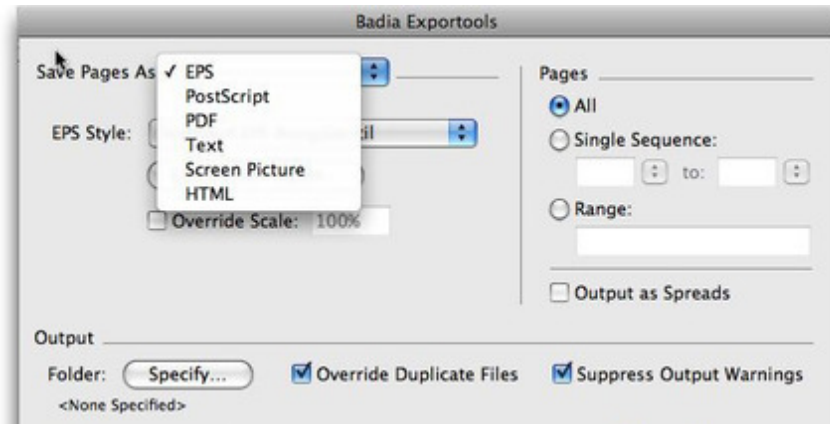 Badia Exportools
Save Pages As ✓ EPS
PostScript
PDF
Text
Screen Picture
HTML
EPS Style:
Override Scale: 100%
Pages
All
Single Sequence:
to:
Range:
Output as Spreads
Output
Folder: Specify... Override Duplicate Files Suppress Output Warnings
<None Specified>